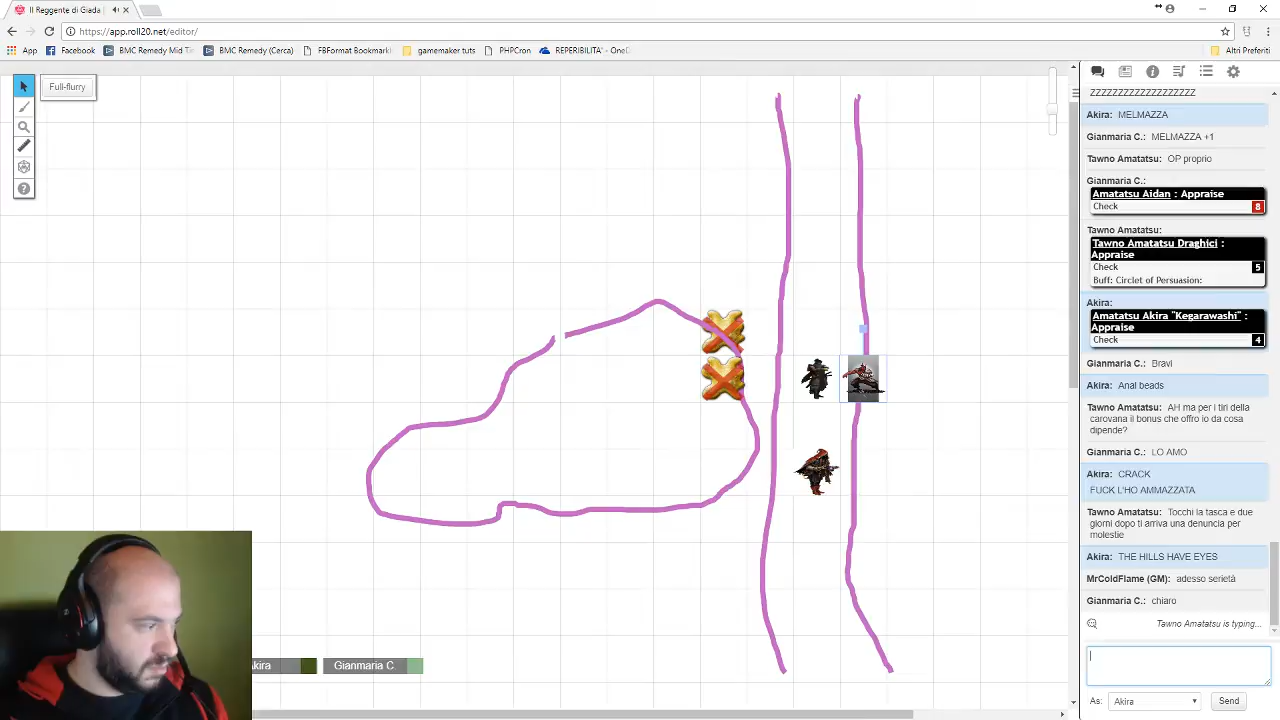 Il Reggente di Giada |
https://app.roll20.net/editor/
App
Facebook
BMC Remedy Mid Tir
BMC Remedy (Cerca)
FBFormat Bookmarkl
gamemaker tuts
PHPCron
REPERIBILITA' - OneD
Altri Preferiti
Full-flurry
ZZZZZZZZZZZZZZZZZZZ
Akira: MELMAZZA
Gianmaria C.: MELMAZZA +1
Tawno Amatatsu: OP proprio
Gianmaria C.:
Amatatsu Aidan : Appraise
Check 8
Tawno Amatatsu:
Tawno Amatatsu Draghici :
Appraise
Check 5
Buff: Circlet of Persuasion:
Akira:
Amatatsu Akira "Kegarawashi" :
Appraise
Check 4
Gianmaria C.: Bravi
Akira: Anal beads
Tawno Amatatsu: AH ma per i tiri della
carovana il bonus che offro io da cosa
dipende?
Gianmaria C.: LO AMO
Akira: CRACK
FUCK L'HO AMMAZZATA
Tawno Amatatsu: Tocchi la tasca e due
giorni dopo ti arriva una denuncia per
molestie
Akira: THE HILLS HAVE EYES
MrColdFlame (GM): adesso serietà
Gianmaria C.: chiaro
Tawno Amatatsu is typing...
As: Akira
Send
kira
Gianmaria C.